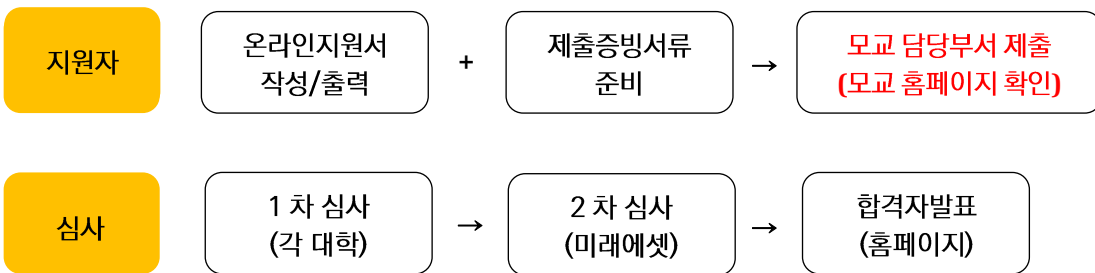 지원자
온라인지원서
작성/출력
+
제출증빙서류
준비
→
모교 담당부서 제출
(모교 홈페이지 확인)
심사
1 차 심사
(각 대학)
→
2 차 심사
(미래에셋)
→
합격자발표
(홈페이지)